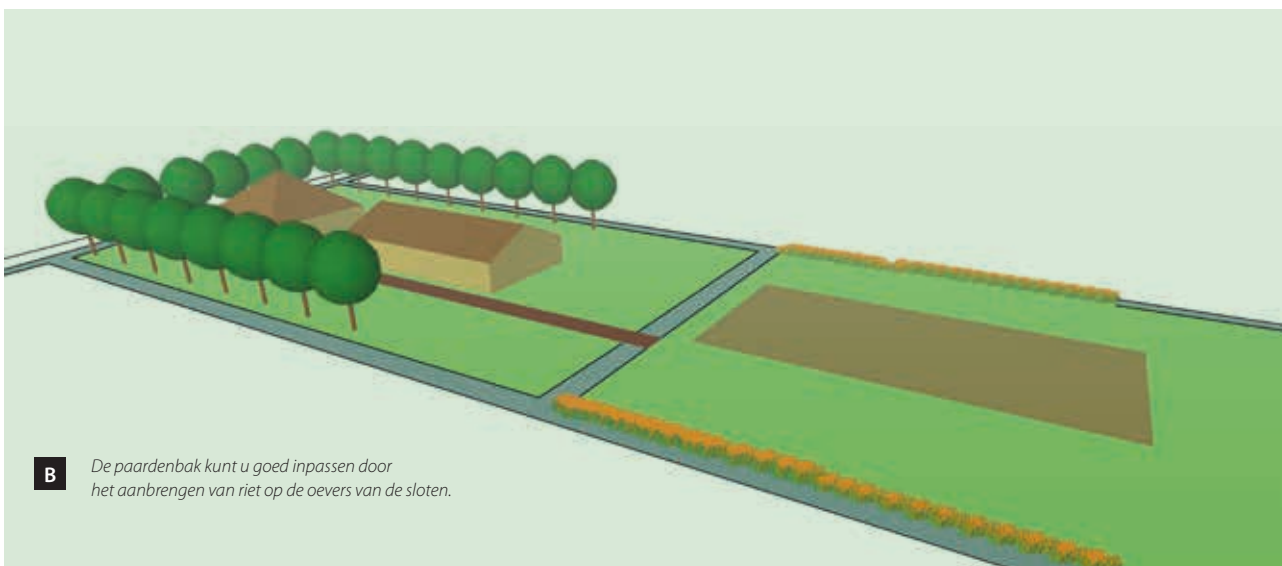 B
De paardenbak kunt u goed inpassen door
het aanbrengen van riet op de oevers van de sloten.